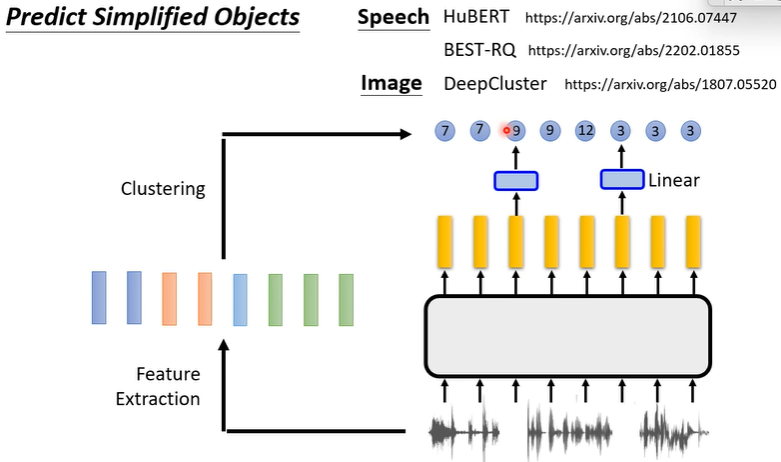 Predict Simplified Objects
Speech HuBERT https://arxiv.org/abs/2106.07447
BEST-RQ https://arxiv.org/abs/2202.01855
Image DeepCluster https://arxiv.org/abs/1807.05520
7 7 9 9 12 3 3 3
Clustering
Linear
Feature
Extraction